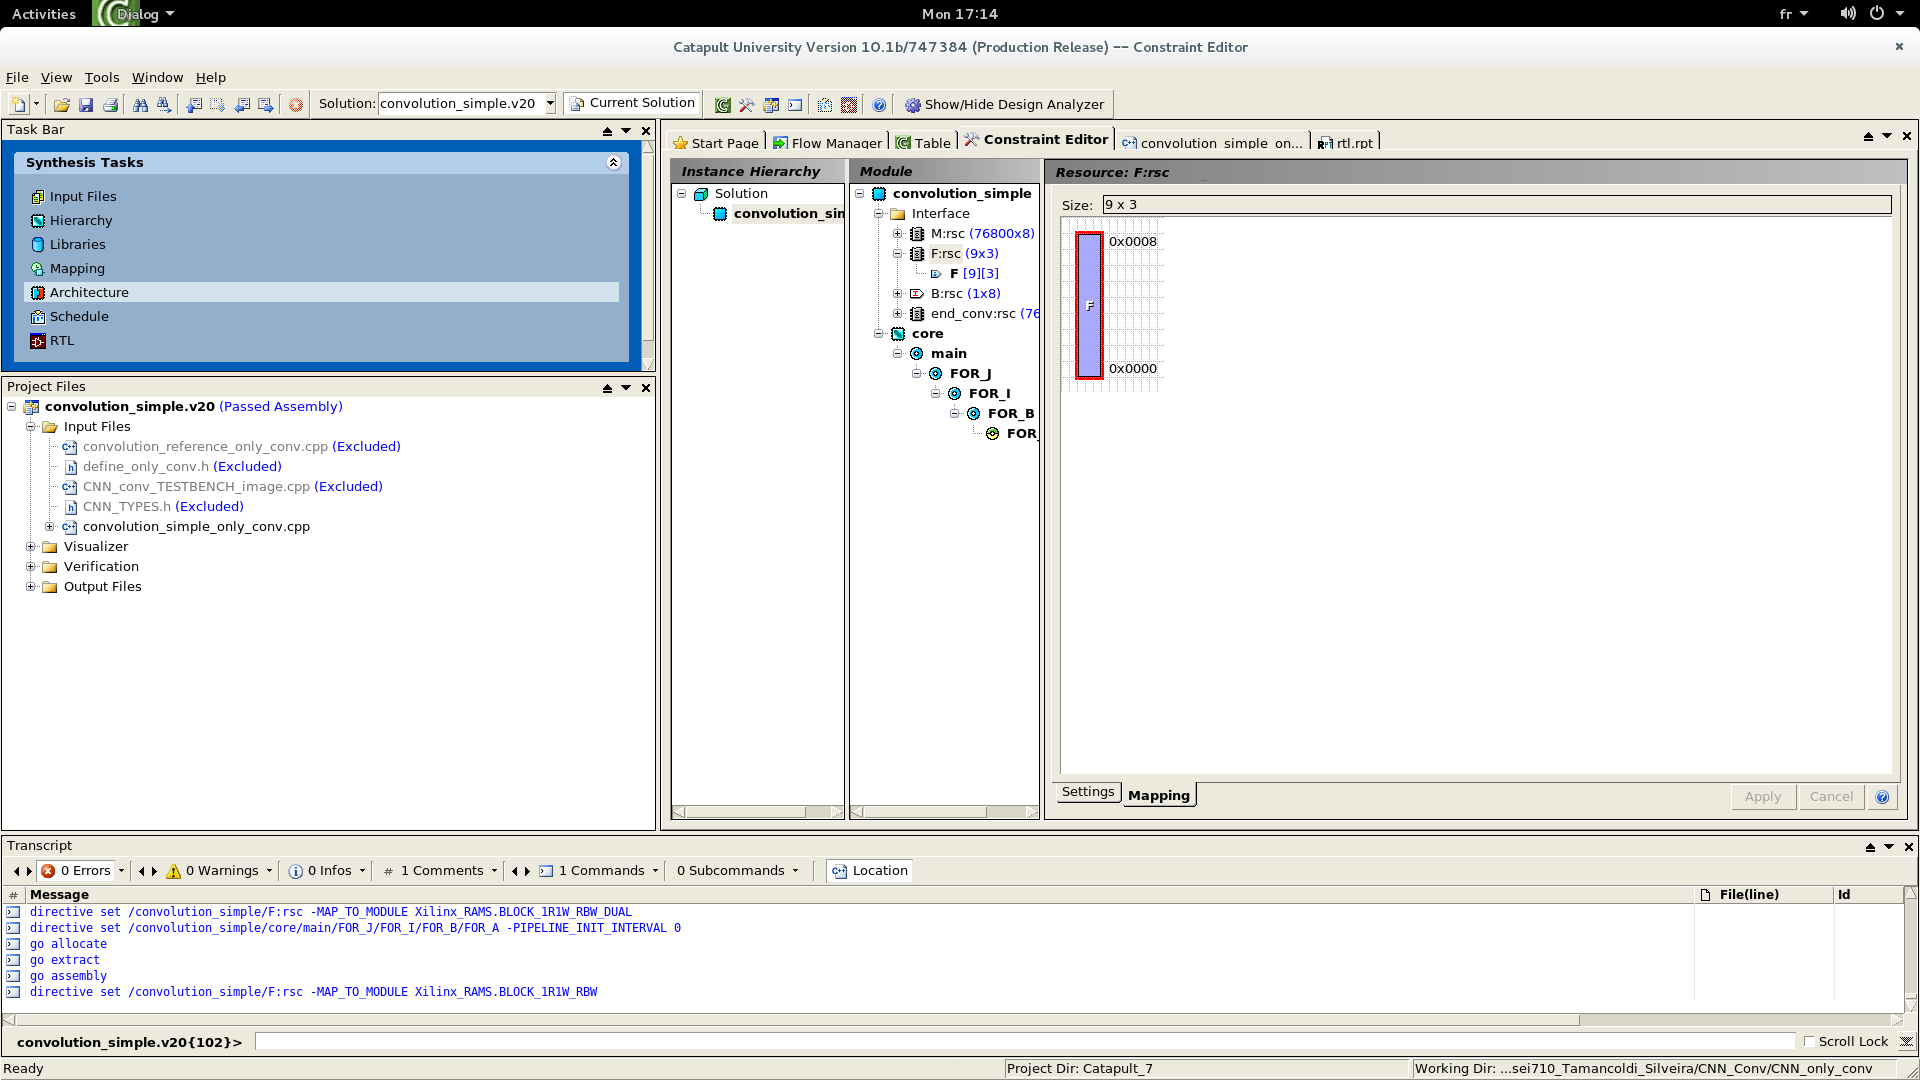 Activities Dialog Mon 17:14 fr
Catapult University Version 10.1b/747384 (Production Release) -- Constraint Editor
File View Tools Window Help
Solution: convolution_simple.v20 Current Solution Show/Hide Design Analyzer
Task Bar
Synthesis Tasks
Input Files
Hierarchy
Libraries
Mapping
Architecture
Schedule
RTL
Project Files
convolution_simple.v20 (Passed Assembly)
Input Files
convolution_reference_only_conv.cpp (Excluded)
define_only_conv.h (Excluded)
CNN_conv_TESTBENCH_image.cpp (Excluded)
CNN_TYPES.h (Excluded)
convolution_simple_only_conv.cpp
Visualizer
Verification
Output Files
Start Page Flow Manager Table Constraint Editor convolution_simple_on... rtl.rpt
Instance Hierarchy
Solution
convolution_sin
Module
convolution_simple
Interface
M:rsc (76800x8)
F:rsc (9x3)
F [9][3]
B:rsc (1x8)
end_conv:rsc (76
core
main
FOR_J
FOR_I
FOR_B
FOR_
Resource: F:rsc
Size: 9 x 3
0x0008
F
0x0000
Settings Mapping
Apply Cancel
Transcript
0 Errors 0 Warnings 0 Infos # 1 Comments 1 Commands 0 Subcommands Location
# Message File(line) Id
directive set /convolution_simple/F:rsc -MAP_TO_MODULE Xilinx_RAMS.BLOCK_1R1W_RBW_DUAL
directive set /convolution_simple/core/main/FOR_J/FOR_I/FOR_B/FOR_A -PIPELINE_INIT_INTERVAL 0
go allocate
go extract
go assembly
directive set /convolution_simple/F:rsc -MAP_TO_MODULE Xilinx_RAMS.BLOCK_1R1W_RBW
convolution_simple.v20{102}> Scroll Lock
Ready Project Dir: Catapult_7 Working Dir: ...sei710_Tamancoldi_Silveira/CNN_Conv/CNN_only_conv